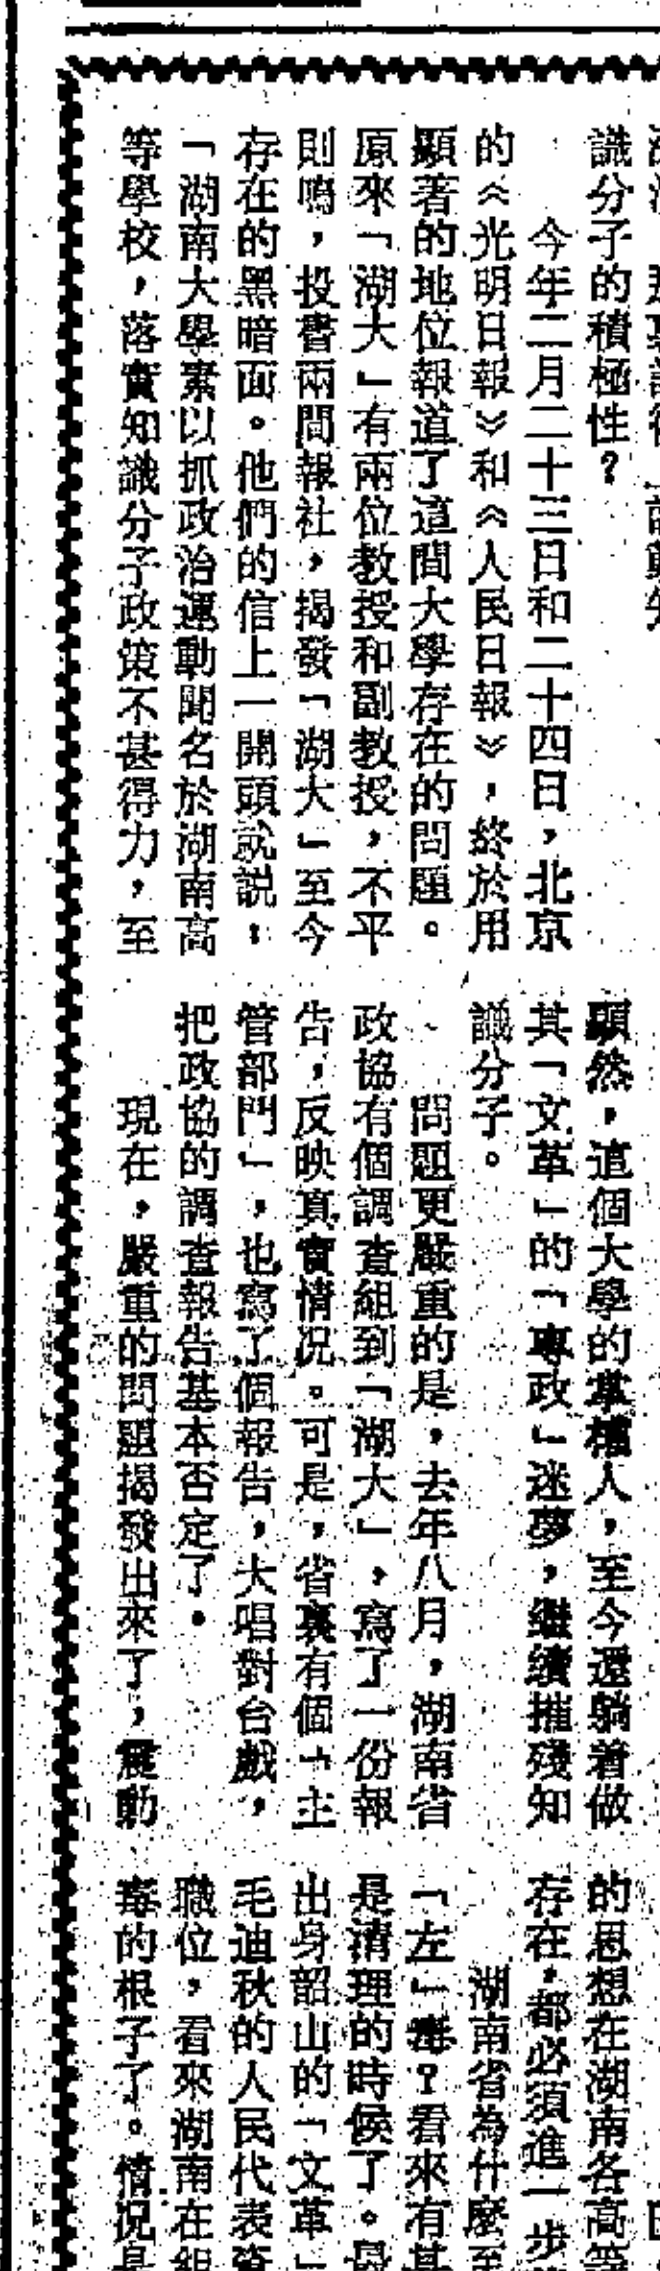 識分子的積極性？
今年二月二十三日和二十四日，北京
的《光明日報》和《人民日報》，終於用
顯著的地位報道了這間大學存在的問題。
原來「湖大」有兩位教授和副教授，不平
則鳴，投書兩間報社，揭發「湖大」至今
存在的黑暗面。他們的信上一開頭就説：
「湖南大學素以抓政治運動聞名於湖南高
等學校，落實知識分子政策不甚得力，至
顯然，這個大學的掌權人，至今還躺着做
其「文革」的「專政」迷夢，繼續摧殘知
識分子。
問題更嚴重的是，去年八月，湖南省
政協有個調查組到「湖大」，寫了一份報
告，反映真實情況。可是，省裏有個「主
管部門」，也寫了個報告，大唱對台戲，
把政協的調查報告基本否定了。
現在，嚴重的問題揭發出來了，震動
的思想在湖南各高等
存在，都必須進一步
湖南省為什麼至
「左」毒？看來有其
是清理的時候了。最
出身韶山的「文革」
毛迪秋的人民代表資
職位，看來湖南在組
毒的根子了。情況是